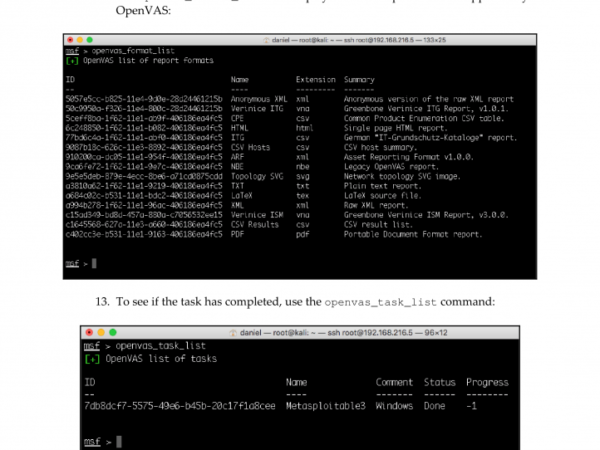 OpenVAS:
daniel — root@kali: ~ — ssh root@192.168.216.5 — 133×25
msf > openvas_format_list
[+] OpenVAS list of report formats
ID Name Extension Summary
-- ---- --------- -------
5057e5cc-b825-11e4-9d0e-28d24461215b Anonymous XML xml Anonymous version of the raw XML report
50c9950a-f326-11e4-800c-28d24461215b Verinice ITG vna Greenbone Verinice ITG Report, v1.0.1.
5ceff8ba-1f62-11e1-ab9f-406186ea4fc5 CPE csv Common Product Enumeration CSV table.
6c248850-1f62-11e1-b082-406186ea4fc5 HTML html Single page HTML report.
77bd6c4a-1f62-11e1-abf0-406186ea4fc5 ITG csv German "IT-Grundschutz-Kataloge" report.
9087b18c-626c-11e3-8892-406186ea4fc5 CSV Hosts csv CSV host summary.
910200ca-dc05-11e1-954f-406186ea4fc5 ARF xml Asset Reporting Format v1.0.0.
9ca6fe72-1f62-11e1-9e7c-406186ea4fc5 NBE nbe Legacy OpenVAS report.
9e5e5deb-879e-4ecc-8be6-a71cd0875cdd Topology SVG svg Network topology SVG image.
a3810a62-1f62-11e1-9219-406186ea4fc5 TXT txt Plain text report.
a684c02c-b531-11e1-bdc2-406186ea4fc5 LaTeX tex LaTeX source file.
a994b278-1f62-11e1-96ac-406186ea4fc5 XML xml Raw XML report.
c15ad349-bd8d-457a-880a-c7056532ee15 Verinice ISM vna Greenbone Verinice ISM Report, v3.0.0.
c1645568-627a-11e3-a660-406186ea4fc5 CSV Results csv CSV result list.
c402cc3e-b531-11e1-9163-406186ea4fc5 PDF pdf Portable Document Format report.
msf >
13. To see if the task has completed, use the openvas_task_list command:
daniel — root@kali: ~ — ssh root@192.168.216.5 — 96×12
msf > openvas_task_list
[+] OpenVAS list of tasks
ID Name Comment Status Progress
-- ---- ------- ------ --------
7db8dcf7-5575-49e6-b45b-20c17f1a8cee Metasploitable3 Windows Done -1
msf >